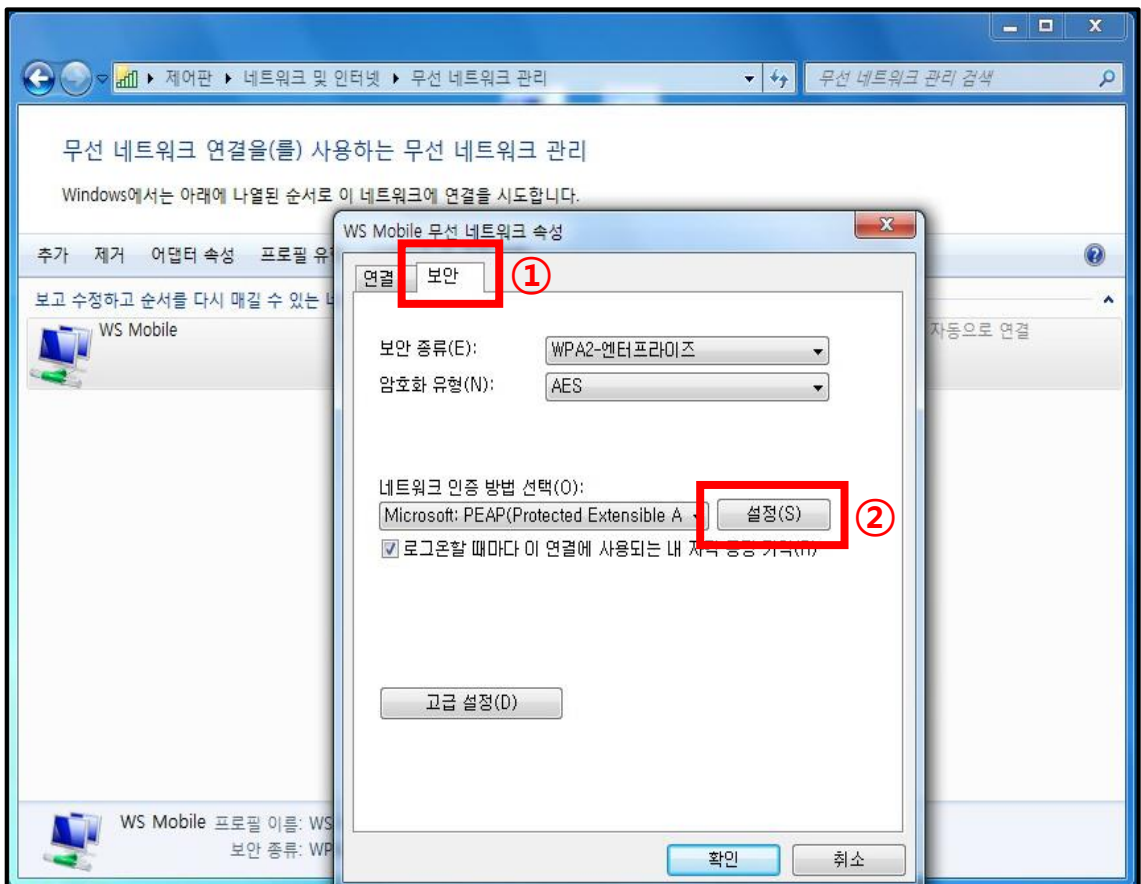 제어판 ▸ 네트워크 및 인터넷 ▸ 무선 네트워크 관리
무선 네트워크 관리 검색
무선 네트워크 연결을(를) 사용하는 무선 네트워크 관리
Windows에서는 아래에 나열된 순서로 이 네트워크에 연결을 시도합니다.
추가 제거 어댑터 속성 프로필
보고 수정하고 순서를 다시 매길 수 있는
WS Mobile
자동으로 연결
WS Mobile 무선 네트워크 속성
연결 보안 ①
보안 종류(E): WPA2-엔터프라이즈
암호화 유형(N): AES
네트워크 인증 방법 선택(O):
Microsoft: PEAP(Protected Extensible A 설정(S) ②
로그온할 때마다 이 연결에 사용되는 내
고급 설정(D)
확인 취소
WS Mobile 프로필 이름: WS
보안 종류: WP